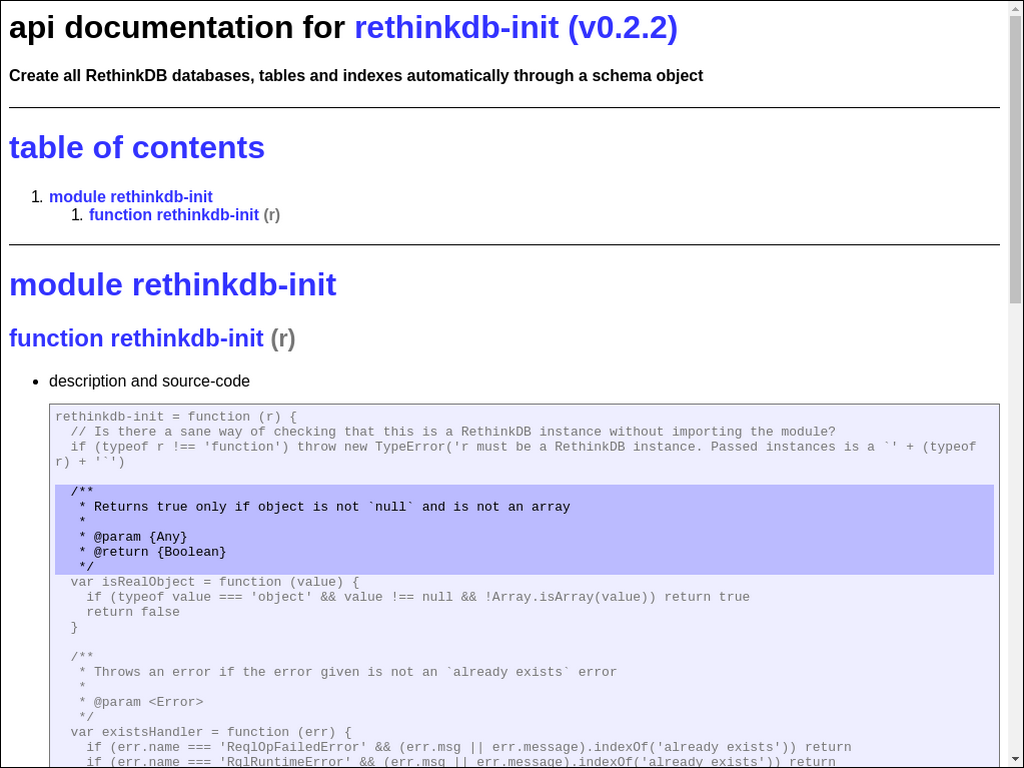 api documentation for rethinkdb-init (v0.2.2)
Create all RethinkDB databases, tables and indexes automatically through a schema object
table of contents
1. module rethinkdb-init
1. function rethinkdb-init (r)
module rethinkdb-init
function rethinkdb-init (r)
• description and source-code
rethinkdb-init = function (r) {
  // Is there a sane way of checking that this is a RethinkDB instance without importing the module?
  if (typeof r !== 'function') throw new TypeError('r must be a RethinkDB instance. Passed instances is a `' + (typeof
r) + '`')
  /**
   * Returns true only if object is not `null` and is not an array
   *
   * @param {Any}
   * @return {Boolean}
   */
  var isRealObject = function (value) {
    if (typeof value === 'object' && value !== null && !Array.isArray(value)) return true
    return false
  }
  /**
   * Throws an error if the error given is not an `already exists` error
   *
   * @param <Error>
   */
  var existsHandler = function (err) {
    if (err.name === 'ReqlOpFailedError' && (err.msg || err.message).indexOf('already exists')) return
    if (err.name === 'RqlRuntimeError' && (err.msg || err.message).indexOf('already exists')) return